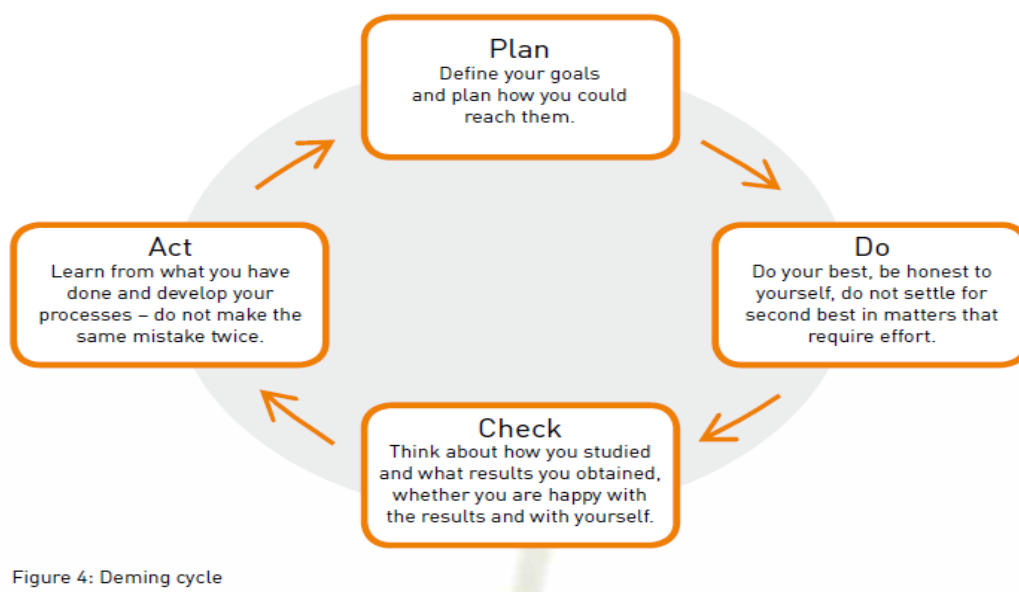 Plan
Define your goals
and plan how you could
reach them.
Act
Learn from what you have
done and develop your
processes – do not make the
same mistake twice.
Do
Do your best, be honest to
yourself, do not settle for
second best in matters that
require effort.
Check
Think about how you studied
and what results you obtained,
whether you are happy with
the results and with yourself.
Figure 4: Deming cycle